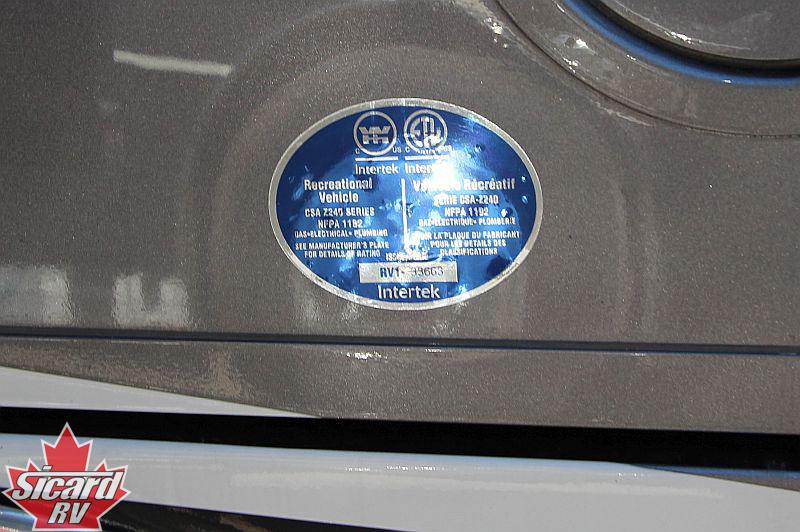 C US C US
Intertek
Recreational
Vehicle
CSA Z240 SERIES
NFPA 1192
GAS•ELECTRICAL• PLUMBING
SEE MANUFACTURER'S PLATE
FOR DETAILS OF RATING
Récréatif
SÉRIE CSA-Z240
NFPA 1192
GAZ•ÉLECTRIQUE• PLOMBERIE
LA PLAQUE DU FABRICANT
POUR LES DÉTAILS DES
CLASSIFICATIONS
RV1-
Intertek
Sicard
RV